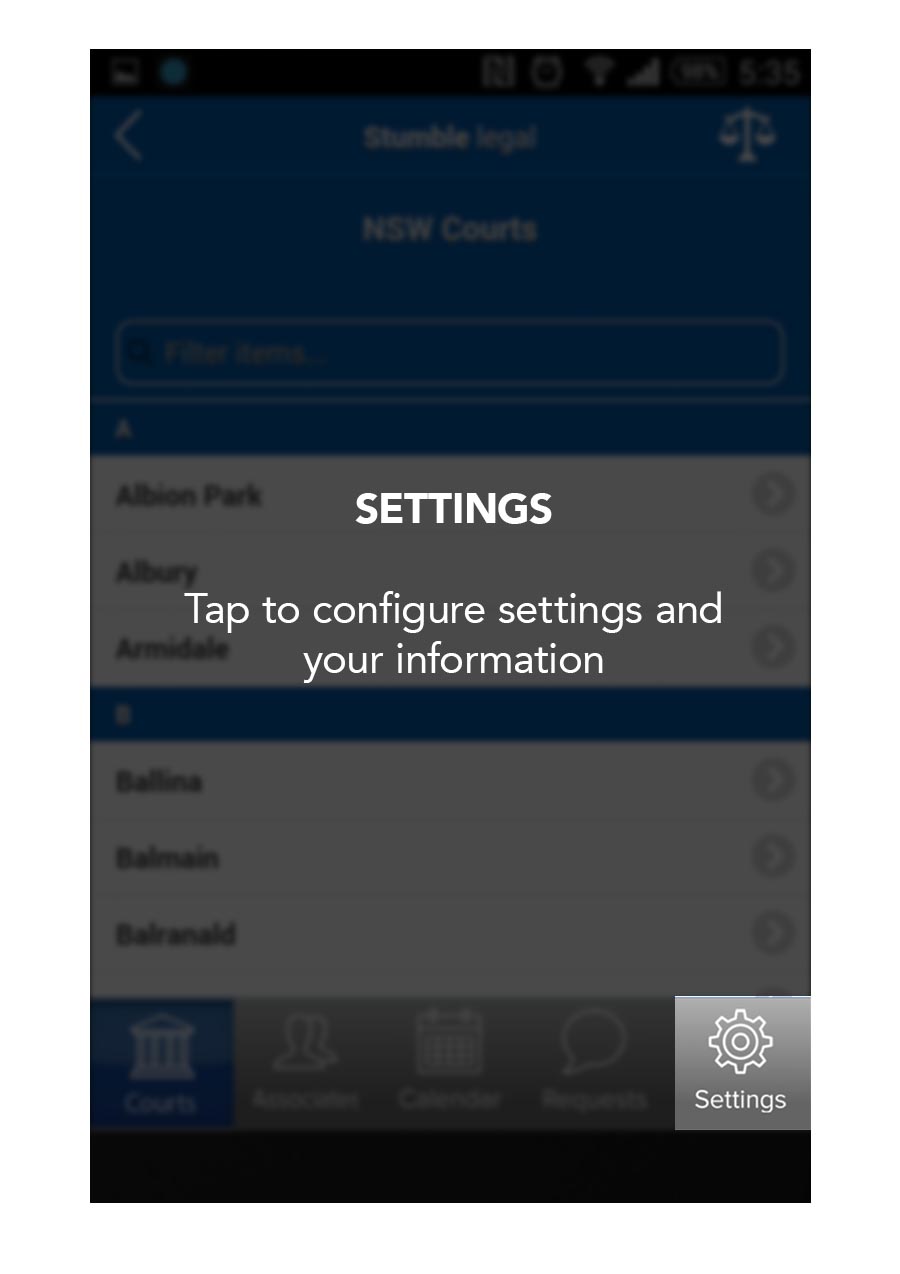 98% 5:35
Stumble legal
NSW Courts
Filter items...
A
Albion Park
SETTINGS
Albury
Tap to configure settings and
Armidale
your information
B
Ballina
Balmain
Balranald
Courts Associates Calendar Requests Settings